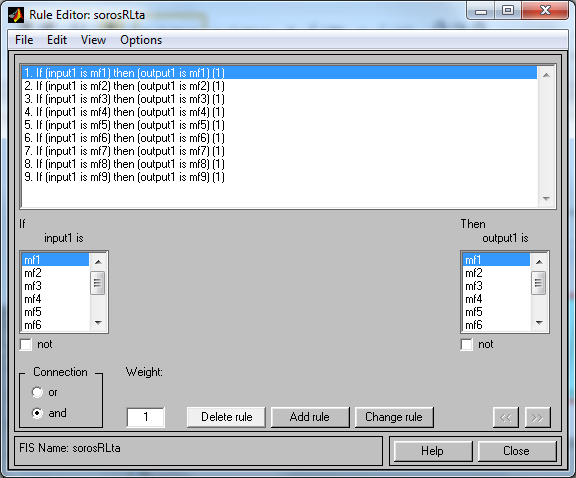 Rule Editor: sorosRLta
File Edit View Options
1. If (input1 is mf1) then (output1 is mf1) (1)
2. If (input1 is mf2) then (output1 is mf2) (1)
3. If (input1 is mf3) then (output1 is mf3) (1)
4. If (input1 is mf4) then (output1 is mf4) (1)
5. If (input1 is mf5) then (output1 is mf5) (1)
6. If (input1 is mf6) then (output1 is mf6) (1)
7. If (input1 is mf7) then (output1 is mf7) (1)
8. If (input1 is mf8) then (output1 is mf8) (1)
9. If (input1 is mf9) then (output1 is mf9) (1)
If
input1 is
mf1
mf2
mf3
mf4
mf5
mf6
not
Then
output1 is
mf1
mf2
mf3
mf4
mf5
mf6
not
Connection
or
and
Weight:
1
Delete rule Add rule Change rule << >>
FIS Name: sorosRLta
Help Close